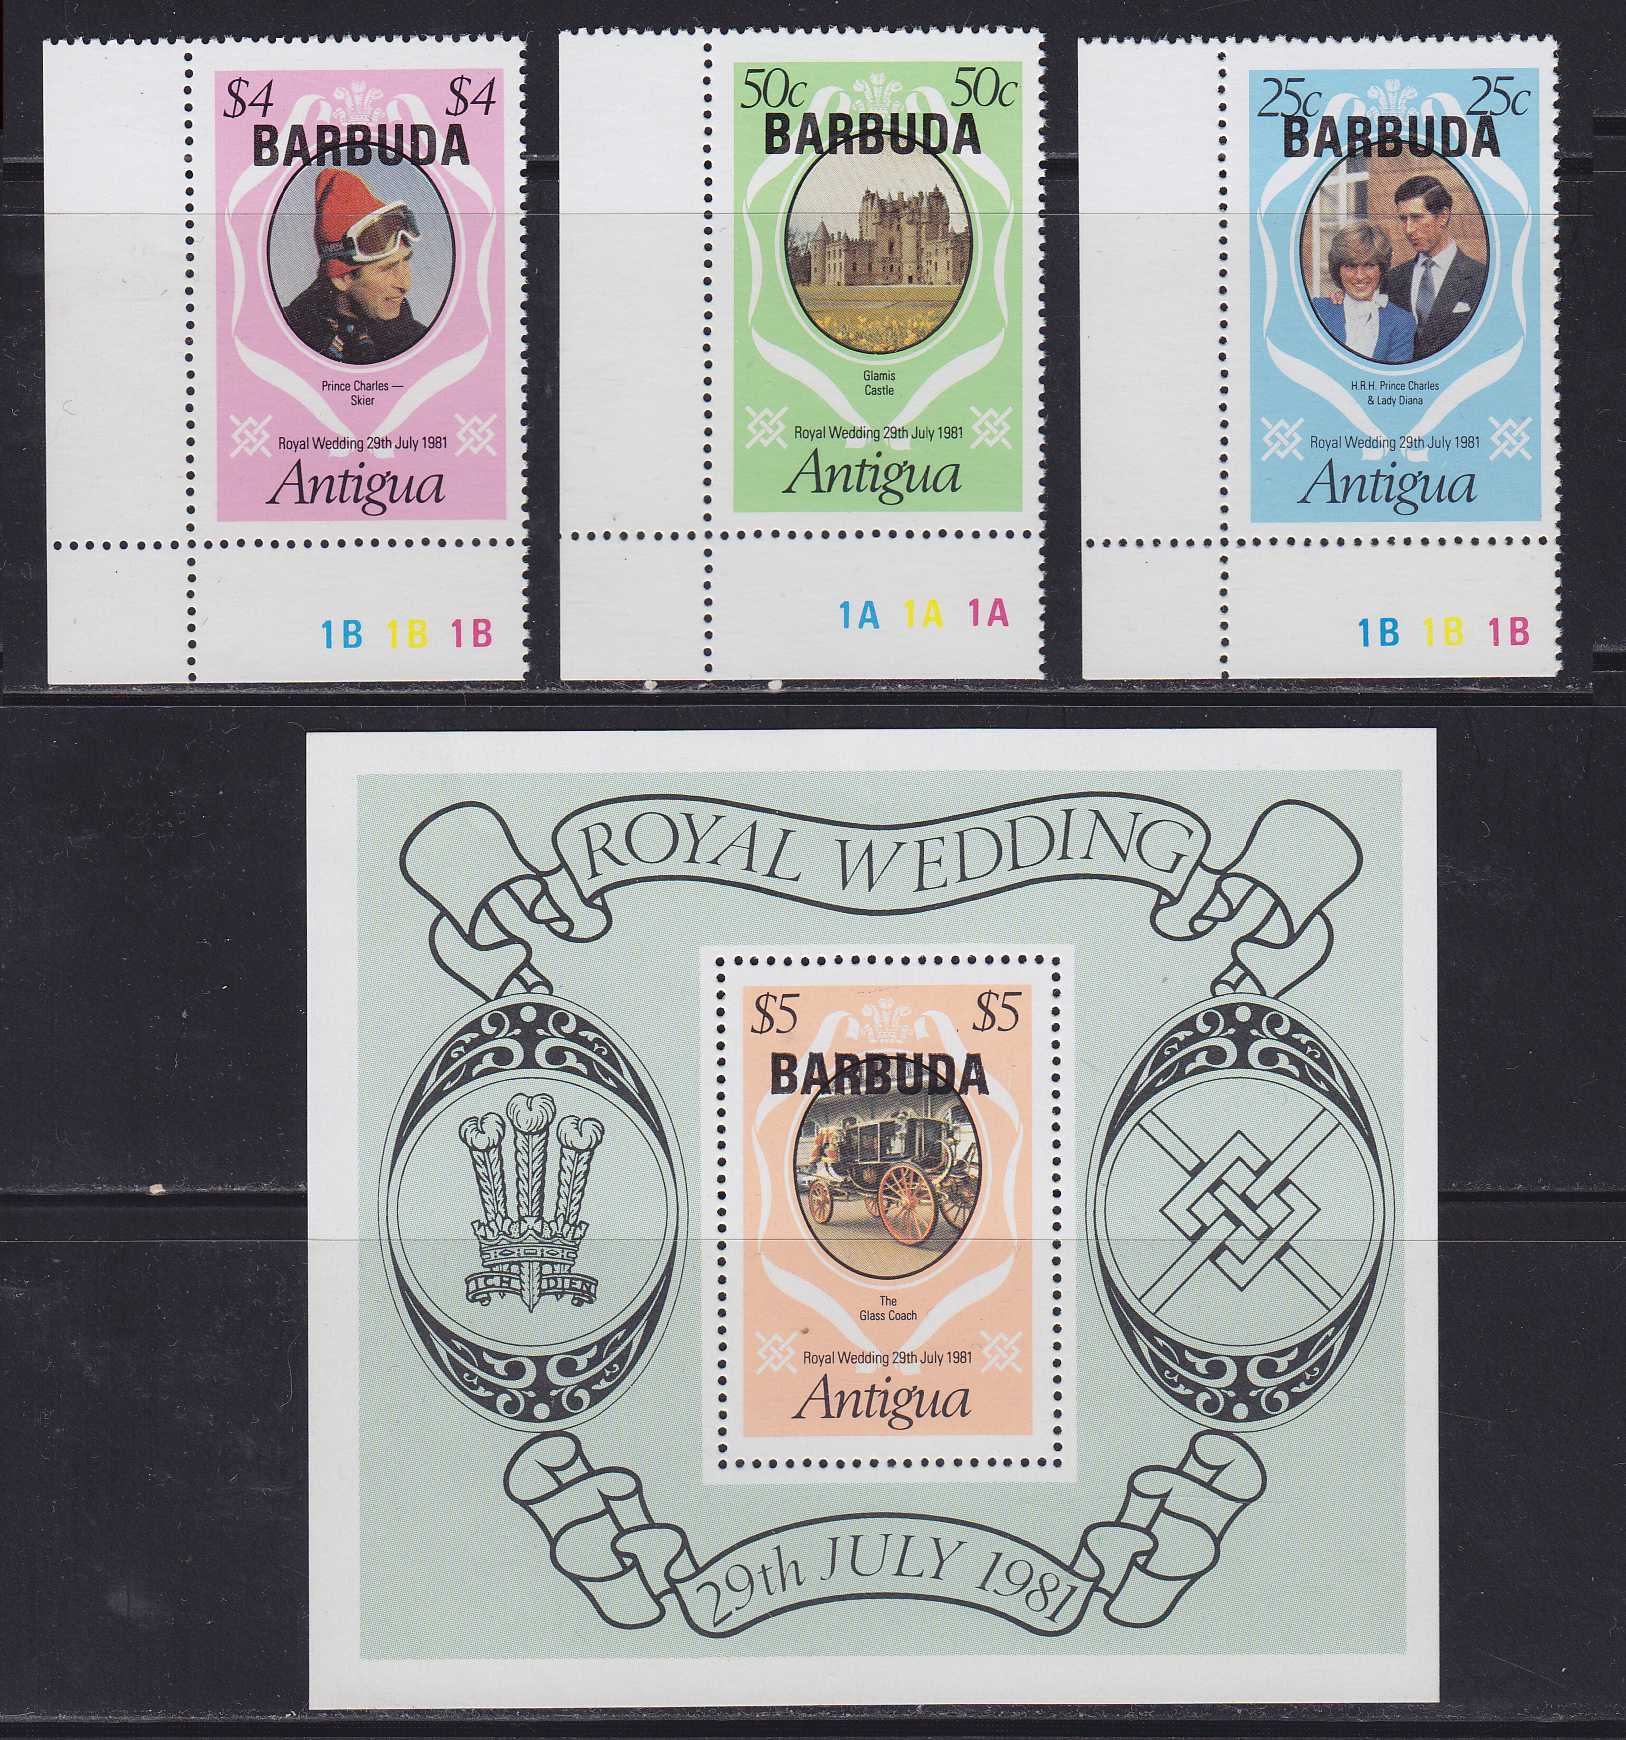 $4 $4
BARBUDA
Prince Charles —
Skier
Royal Wedding 29th July 1981
Antigua
1B 1B 1B
50c 50c
BARBUDA
Glamis
Castle
Royal Wedding 29th July 1981
Antigua
1A 1A 1A
25c 25c
BARBUDA
H.R.H. Prince Charles
& Lady Diana
Royal Wedding 29th July 1981
Antigua
1B 1B 1B
ROYAL WEDDING
$5 $5
BARBUDA
ICH DIEN
The
Glass Coach
Royal Wedding 29th July 1981
Antigua
29th JULY 1981